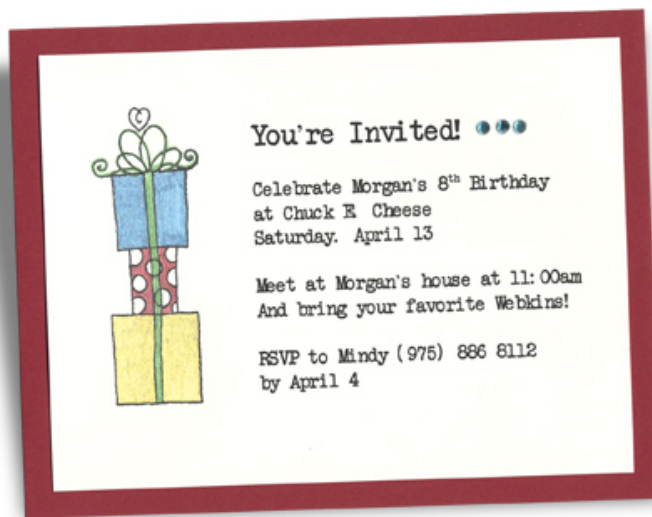 C
You're Invited!
Celebrate Morgan's 8th Birthday
at Chuck E Cheese
Saturday. April 13
Meet at Morgan's house at 11:00am
And bring your favorite Webkins!
RSVP to Mindy (975) 886 8112
by April 4